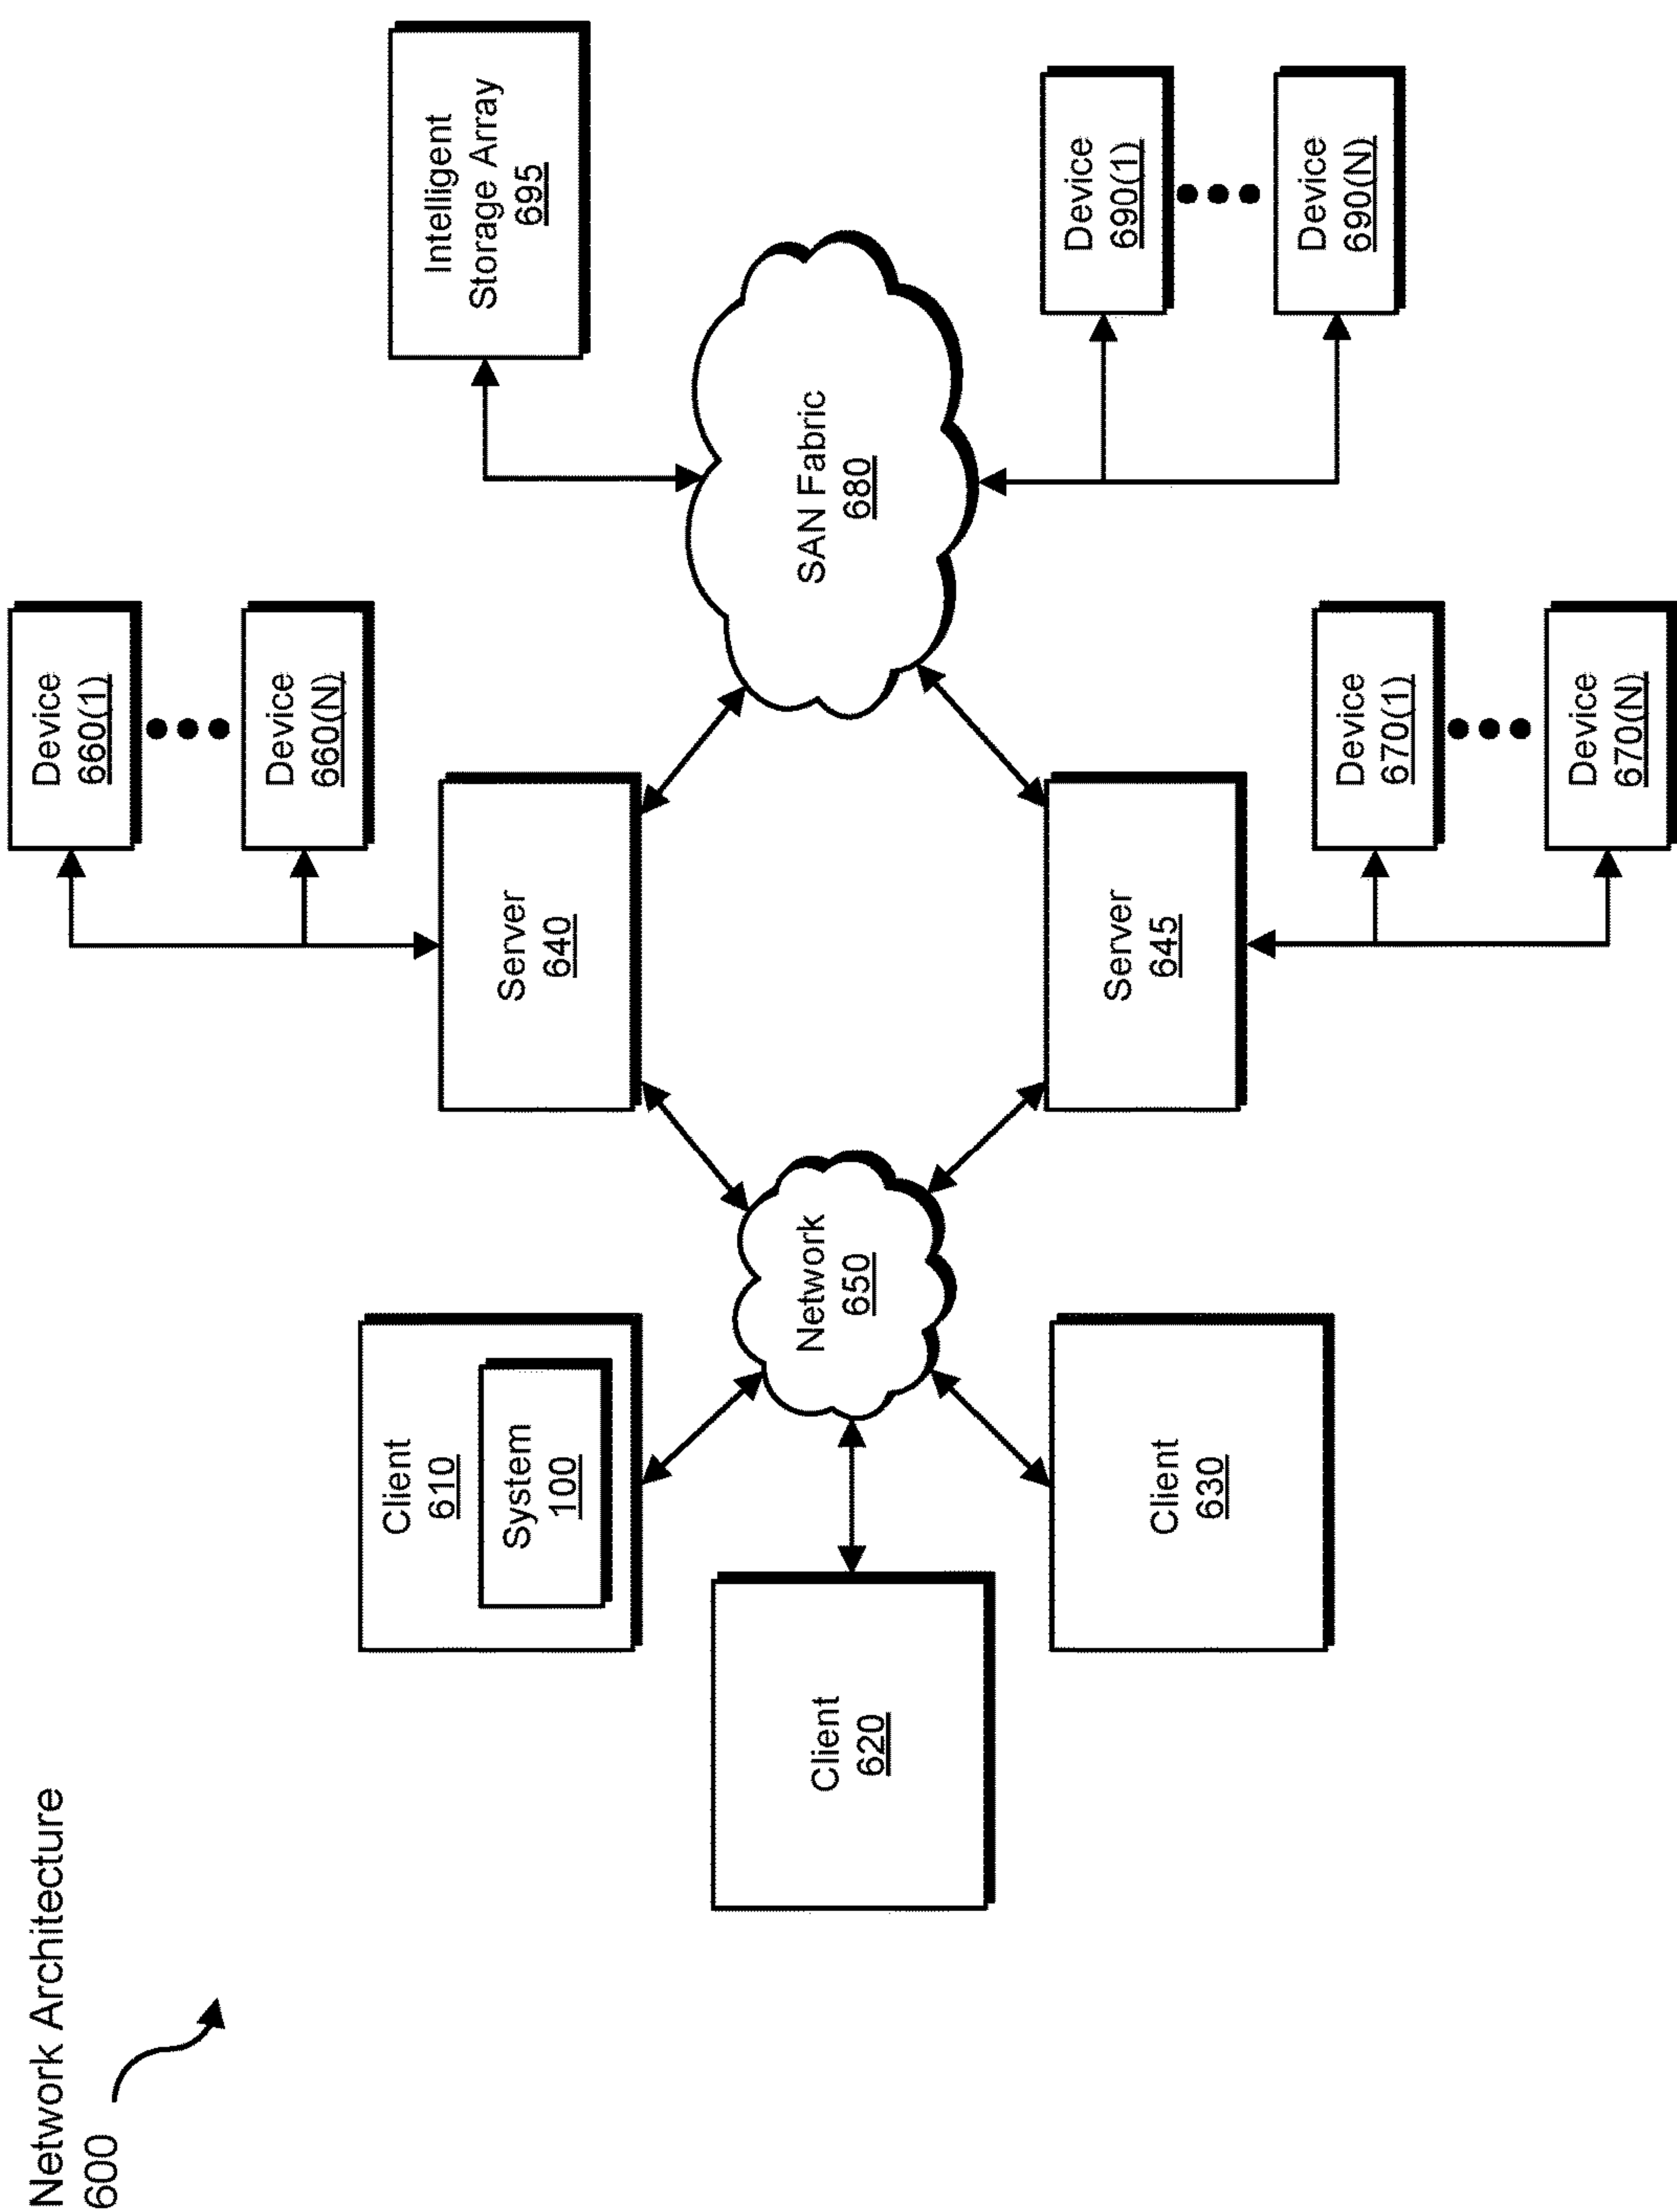 Network Architecture
600
Client
610
System
100
Client
620
Client
630
Network
650
Server
640
Server
645
Device
660(1)
Device
660(N)
Device
670(1)
Device
670(N)
SAN Fabric
680
Intelligent
Storage Array
695
Device
690(1)
Device
690(N)